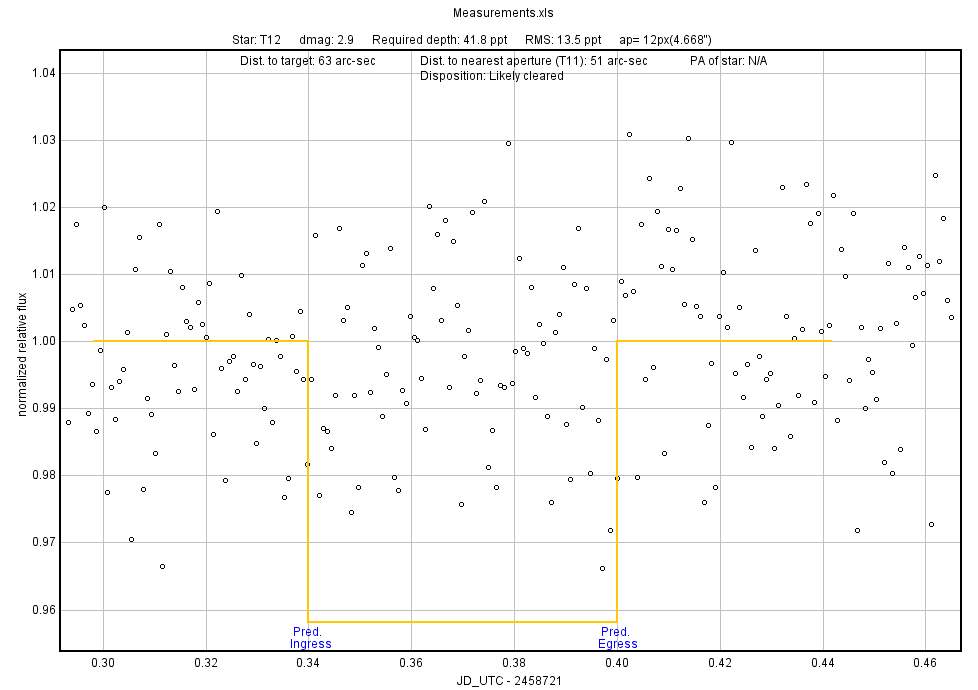 Measurements.xls
Star: T12 dmag: 2.9 Required depth: 41.8 ppt RMS: 13.5 ppt ap= 12px(4.668")
Dist. to target: 63 arc-sec Dist. to nearest aperture (T11): 51 arc-sec PA of star: N/A
Disposition: Likely cleared
1.04
1.03
1.02
1.01
1.00
0.99
0.98
0.97
0.96
normalized relative flux
Pred. Pred.
Ingress Egress
0.30 0.32 0.34 0.36 0.38 0.40 0.42 0.44 0.46
JD_UTC - 2458721